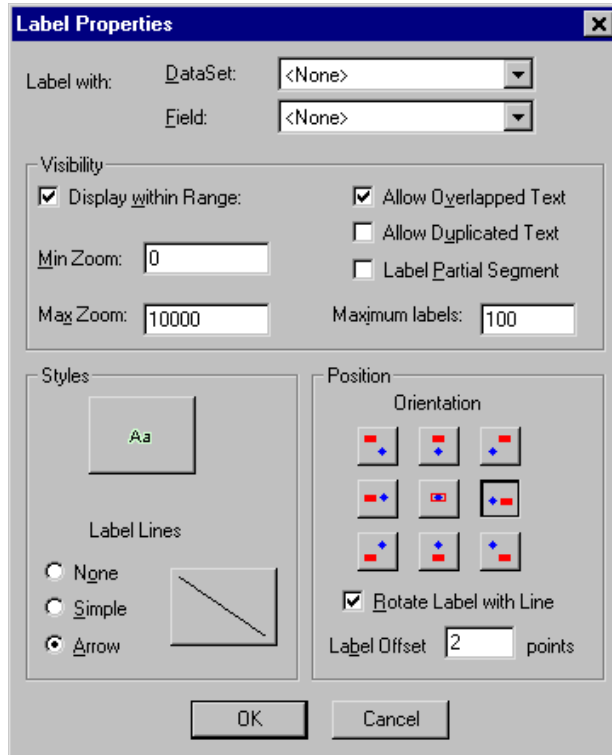 Label Properties
Label with: DataSet: <None>
Field: <None>
Visibility
Display within Range:
Allow Overlapped Text
Allow Duplicated Text
Min Zoom: 0
Label Partial Segment
Max Zoom: 10000
Maximum labels: 100
Styles
Aa
Label Lines
None
Simple
Arrow
Position
Orientation
Rotate Label with Line
Label Offset 2 points
OK
Cancel